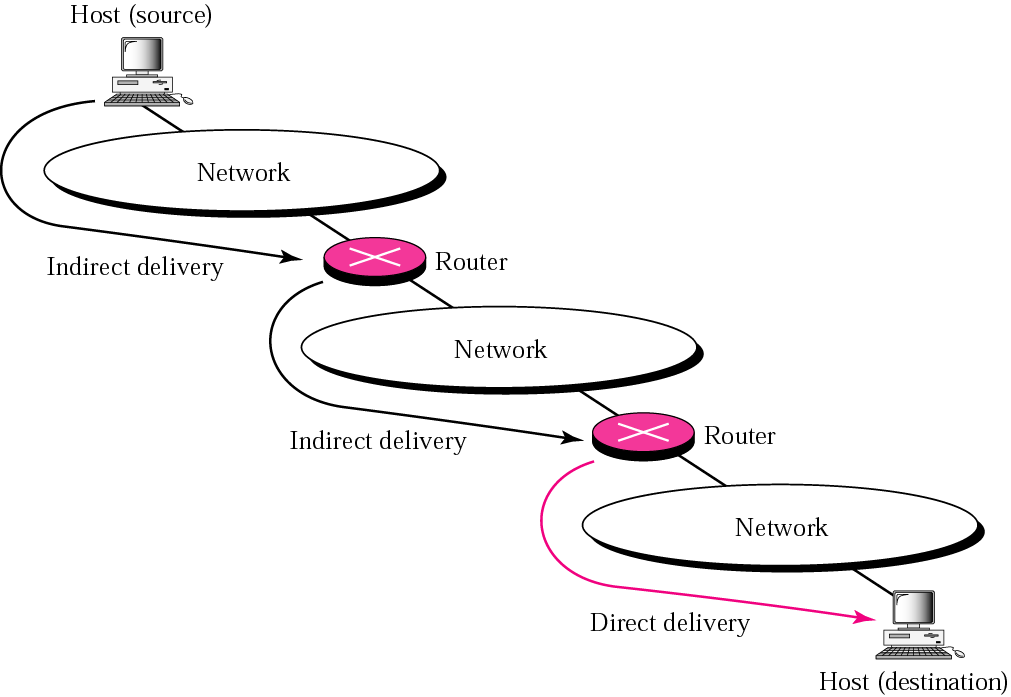 Host (source)
Network
Indirect delivery
Router
Network
Indirect delivery
Router
Network
Direct delivery
Host (destination)